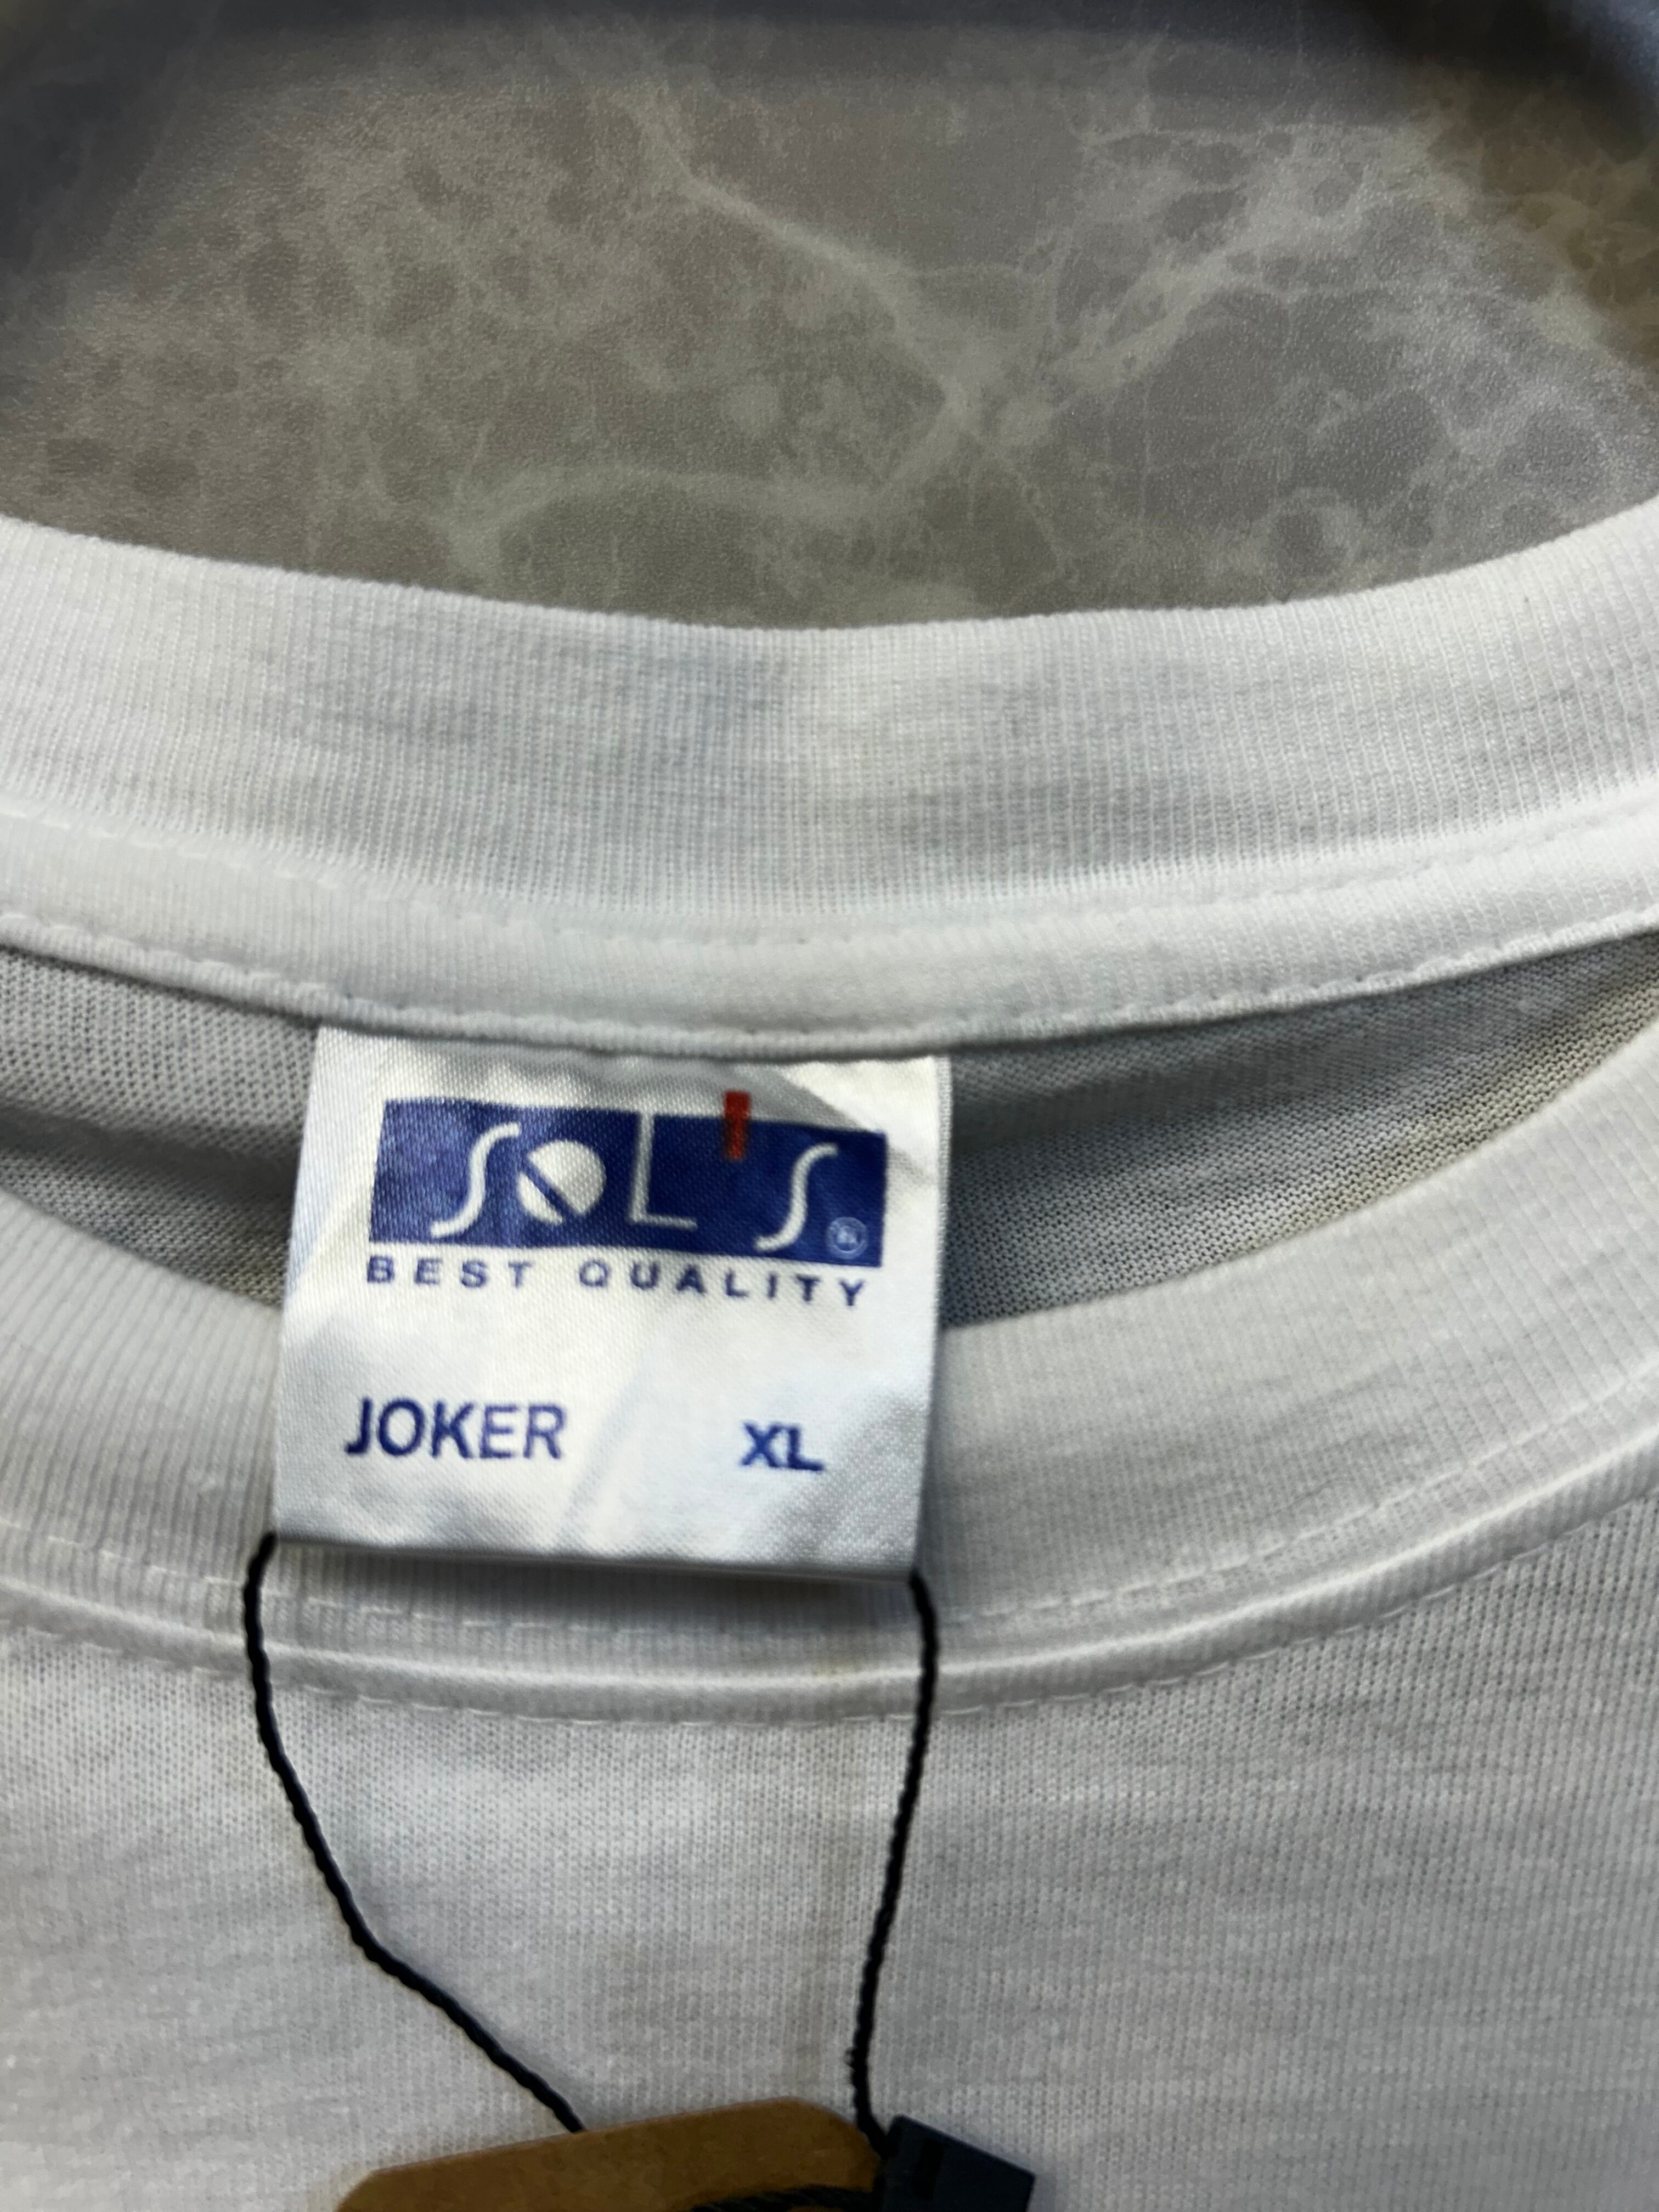 SOL'S
BEST QUALITY
JOKER XL